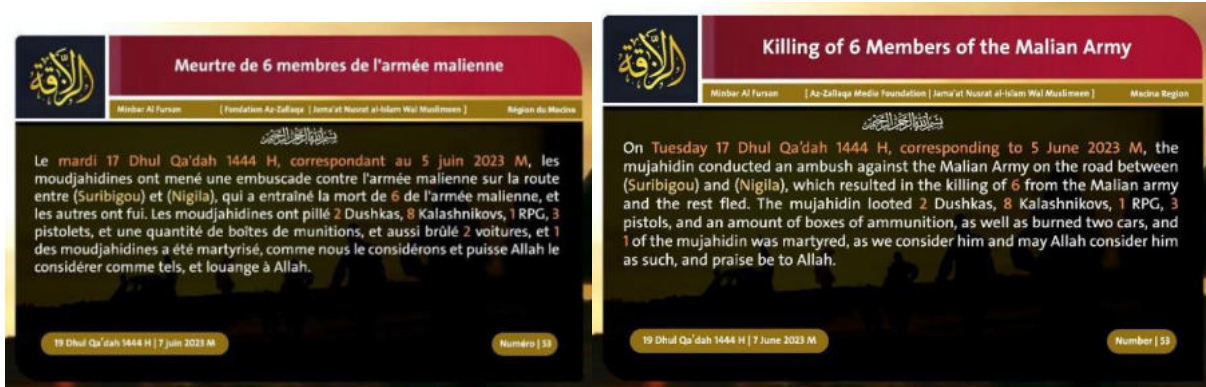 الزلاقة
Meurtre de 6 membres de l'armée malienne
Minbar Al Fursan [ Fondation Az-Zallaqa | Jama'at Nusrat al-Islam Wal Muslimeen ] Région du Macina
بسم الله الرحمن الرحيم
Le mardi 17 Dhul Qa'dah 1444 H, correspondant au 5 juin 2023 M, les
moudjahidines ont mené une embuscade contre l'armée malienne sur la route
entre (Suribigou) et (Nigila), qui a entraîné la mort de 6 de l'armée malienne, et
les autres ont fui. Les moudjahidines ont pillé 2 Dushkas, 8 Kalashnikovs, 1 RPG, 3
pistolets, et une quantité de boîtes de munitions, et aussi brûlé 2 voitures, et 1
des moudjahidines a été martyrisé, comme nous le considérons et puisse Allah le
considérer comme tels, et louange à Allah.
19 Dhul Qa'dah 1444 H | 7 juin 2023 M
Numéro | 53
الزلاقة
Killing of 6 Members of the Malian Army
Minbar Al Fursan [ Az-Zallaqa Media Foundation | Jama'at Nusrat al-Islam Wal Muslimeen ] Macina Region
بسم الله الرحمن الرحيم
On Tuesday 17 Dhul Qa'dah 1444 H, corresponding to 5 June 2023 M, the
mujahidin conducted an ambush against the Malian Army on the road between
(Suribigou) and (Nigila), which resulted in the killing of 6 from the Malian army
and the rest fled. The mujahidin looted 2 Dushkas, 8 Kalashnikovs, 1 RPG, 3
pistols, and an amount of boxes of ammunition, as well as burned two cars, and
1 of the mujahidin was martyred, as we consider him and may Allah consider him
as such, and praise be to Allah.
19 Dhul Qa'dah 1444 H | 7 June 2023 M
Number | 53